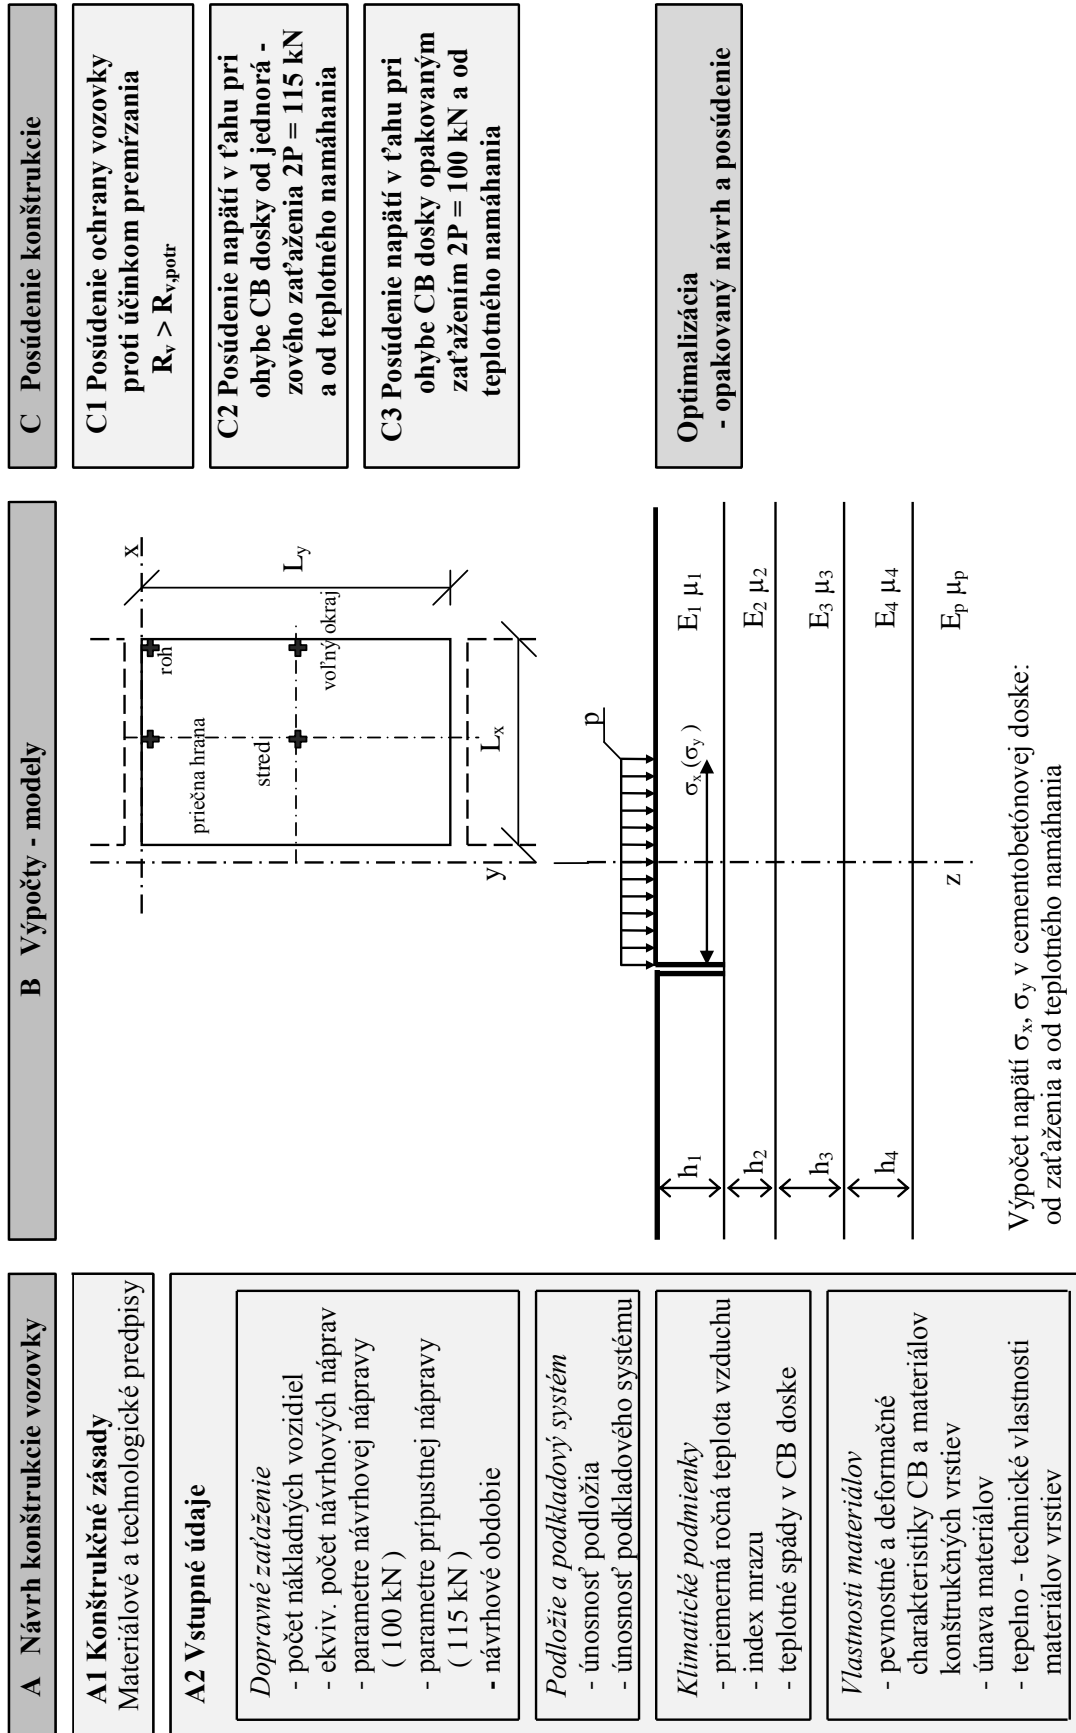 A Návrh konštrukcie vozovky
A1 Konštrukčné zásady
Materiálové a technologické predpisy
A2 Vstupné údaje
Dopravné zaťaženie
- počet nákladných vozidiel
- ekviv. počet návrhových náprav
- parametre návrhovej nápravy
( 100 kN )
- parametre prípustnej nápravy
( 115 kN )
- návrhové obdobie
Podložie a podkladový systém
- únosnosť podložia
- únosnosť podkladového systému
Klimatické podmienky
- priemerná ročná teplota vzduchu
- index mrazu
- teplotné spády v CB doske
Vlastnosti materiálov
- pevnostné a deformačné
charakteristiky CB a materiálov
konštrukčných vrstiev
- únava materiálov
- tepelno - technické vlastnosti
materiálov vrstiev
B Výpočty - modely
x
y
priečna hrana
roh
stred
voľný okraj
Lx
Ly
p
σx (σy )
h1
E1 μ1
h2
E2 μ2
h3
E3 μ3
h4
E4 μ4
Ep μp
z
Výpočet napätí σx, σy v cementobetónovej doske:
od zaťaženia a od teplotného namáhania
C Posúdenie konštrukcie
C1 Posúdenie ochrany vozovky
proti účinkom premŕzania
Rv > Rv,potr
C2 Posúdenie napätí v ťahu pri
ohybe CB dosky od jednorá -
zového zaťaženia 2P = 115 kN
a od teplotného namáhania
C3 Posúdenie napätí v ťahu pri
ohybe CB dosky opakovaným
zaťažením 2P = 100 kN a od
teplotného namáhania
Optimalizácia
- opakovaný návrh a posúdenie